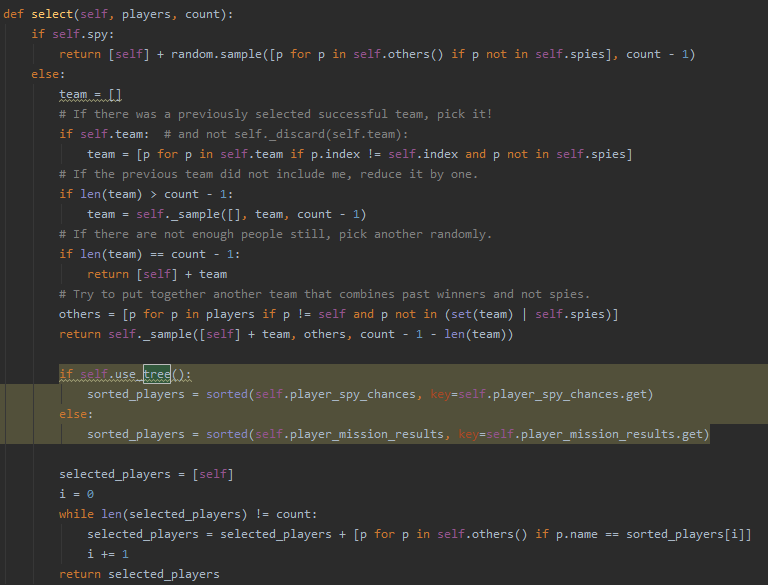 def select(self, players, count):
    if self.spy:
        return [self] + random.sample([p for p in self.others() if p not in self.spies], count - 1)
    else:
        team = []
        # If there was a previously selected successful team, pick it!
        if self.team:  # and not self._discard(self.team):
            team = [p for p in self.team if p.index != self.index and p not in self.spies]
        # If the previous team did not include me, reduce it by one.
        if len(team) > count - 1:
            team = self._sample([], team, count - 1)
        # If there are not enough people still, pick another randomly.
        if len(team) == count - 1:
            return [self] + team
        # Try to put together another team that combines past winners and not spies.
        others = [p for p in players if p != self and p not in (set(team) | self.spies)]
        return self._sample([self] + team, others, count - 1 - len(team))
        if self.use_tree():
            sorted_players = sorted(self.player_spy_chances, key=self.player_spy_chances.get)
        else:
            sorted_players = sorted(self.player_mission_results, key=self.player_mission_results.get)
        selected_players = [self]
        i = 0
        while len(selected_players) != count:
            selected_players = selected_players + [p for p in self.others() if p.name == sorted_players[i]]
            i += 1
        return selected_players